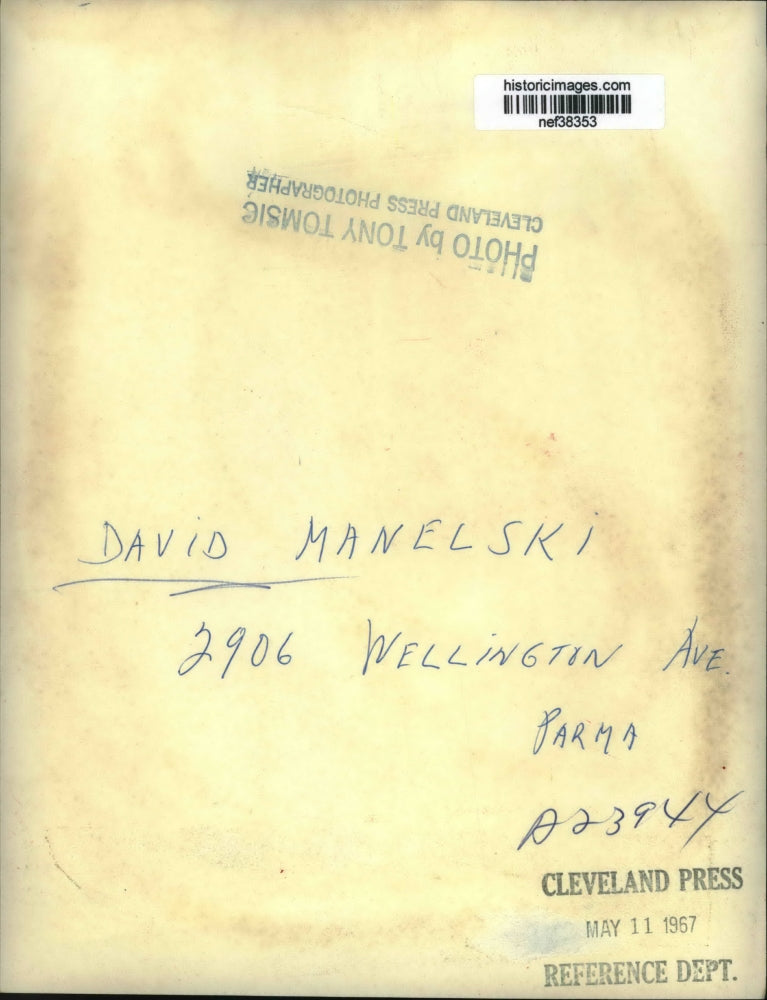 historicimages.com
nef38353
PHOTO by TONY TOMSIC
CLEVELAND PRESS PHOTOGRAPHER
DAViD MANELSKi
2906 WELLiNGTON AVE.
PARMA
A23944
CLEVELAND PRESS
MAY 11 1967
REFERENCE DEPT.